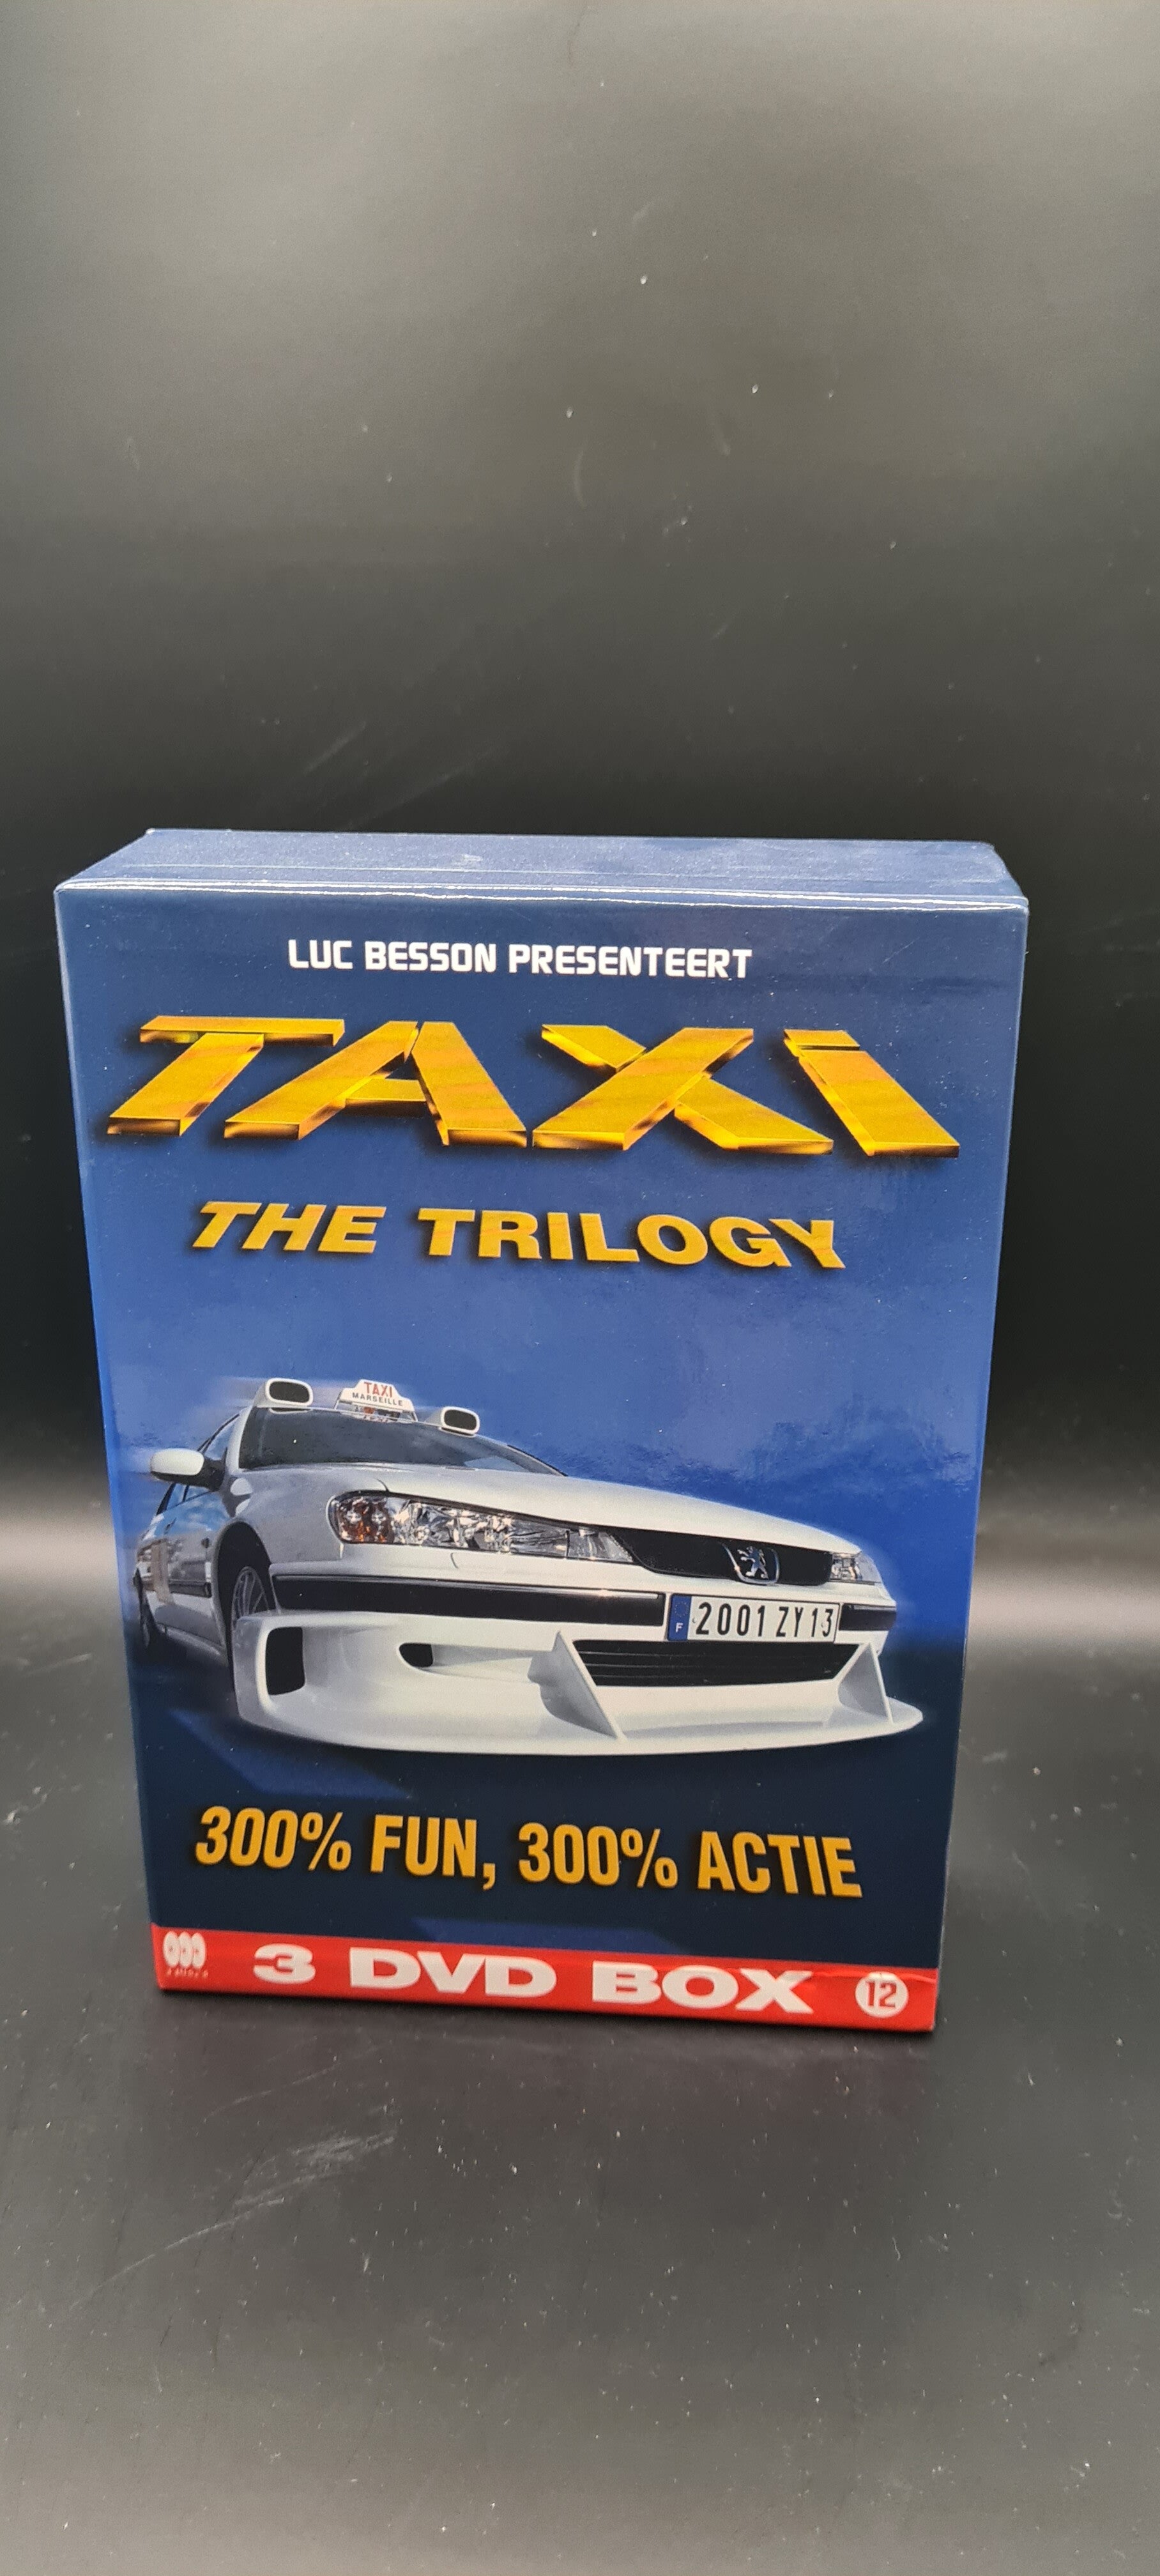 LUC BESSON PRESENTEERT
TAXi
THE TRILOGY
TAXI
MARSEILLE
F 2001 ZY 13
300% FUN, 300% ACTIE
3 DVD BOX 12